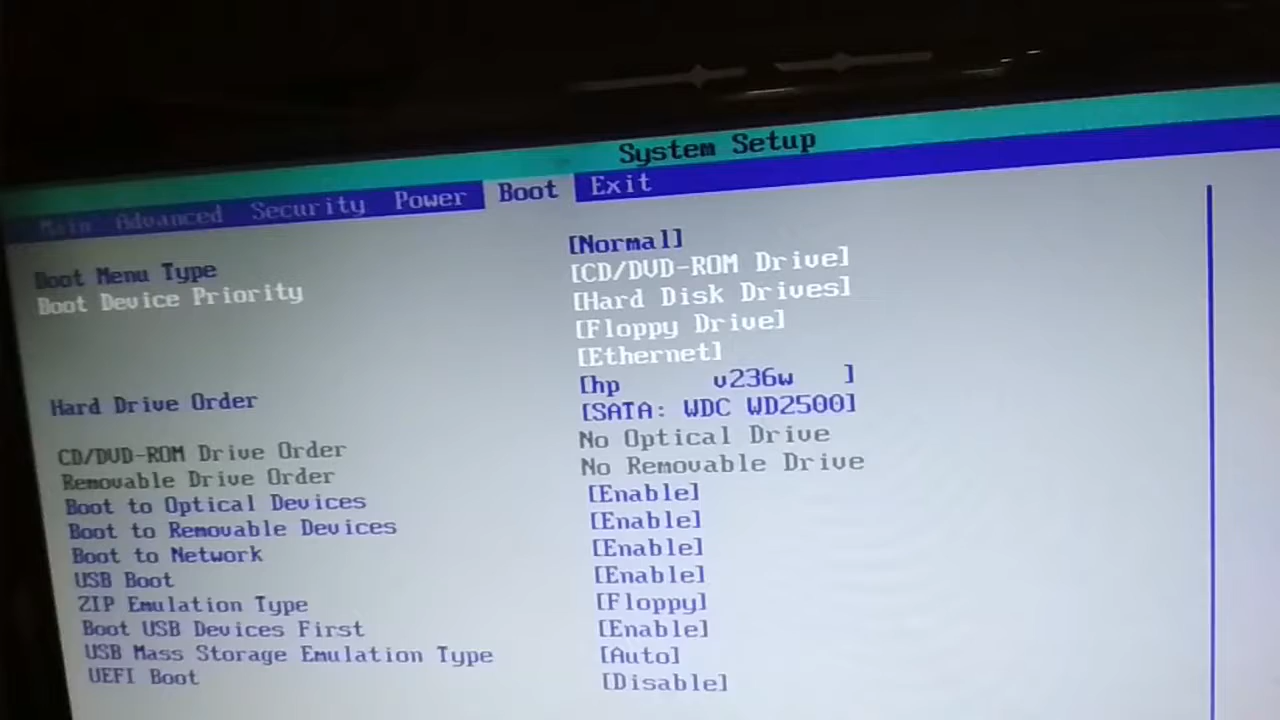 System Setup
Main Advanced Security Power Boot Exit
Boot Menu Type [Normal]
Boot Device Priority [CD/DVD-ROM Drive]
[Hard Disk Drives]
[Floppy Drive]
[Ethernet]
Hard Drive Order [hp v236w ]
[SATA: WDC WD2500]
CD/DVD-ROM Drive Order No Optical Drive
Removable Drive Order No Removable Drive
Boot to Optical Devices [Enable]
Boot to Removable Devices [Enable]
Boot to Network [Enable]
USB Boot [Enable]
ZIP Emulation Type [Floppy]
Boot USB Devices First [Enable]
USB Mass Storage Emulation Type [Auto]
UEFI Boot [Disable]